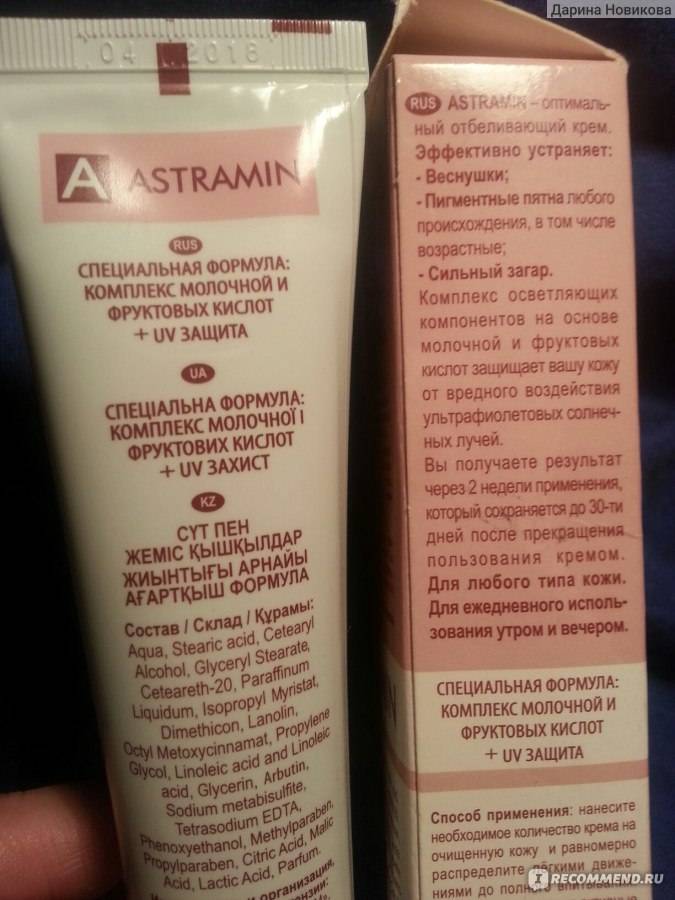 Дарина Новикова
04 2018
A ASTRAMIN
RUS
СПЕЦИАЛЬНАЯ ФОРМУЛА:
КОМПЛЕКС МОЛОЧНОЙ И
ФРУКТОВЫХ КИСЛОТ
+ UV ЗАЩИТА
UA
СПЕЦІАЛЬНА ФОРМУЛА:
КОМПЛЕКС МОЛОЧНОЇ І
ФРУКТОВИХ КИСЛОТ
+ UV ЗАХИСТ
KZ
СҮТ ПЕН
ЖЕМІС ҚЫШҚЫЛДАР
ЖИЫНТЫҒЫ АРНАЙЫ
АҒАРТҚЫШ ФОРМУЛА
Состав / Склад / Құрамы:
Aqua, Stearic acid, Cetearyl
Alcohol, Glyceryl Stearate,
Ceteareth-20, Paraffinum
Liquidum, Isopropyl Myristat,
Dimethicon, Lanolin,
Octyl Metoxycinnamat, Propylene
Glycol, Linoleic acid and Linoleic
acid, Glycerin, Arbutin,
Sodium metabisulfite,
Tetrasodium EDTA,
Phenoxyethanol, Methylparaben,
Propylparaben, Citric Acid, Malic
Acid, Lactic Acid, Parfum.
организация,
RUS ASTRAMIN – оптималь-
ный отбеливающий крем.
Эффективно устраняет:
- Веснушки;
- Пигментные пятна любого
происхождения, в том числе
возрастные;
- Сильный загар.
Комплекс осветляющих
компонентов на основе
молочной и фруктовых
кислот защищает вашу кожу
от вредного воздействия
ультрафиолетовых солнеч-
ных лучей.
Вы получаете результат
через 2 недели применения,
который сохраняется до 30-ти
дней после прекращения
пользования кремом.
Для любого типа кожи.
Для ежедневного исполь-
зования утром и вечером.
СПЕЦИАЛЬНАЯ ФОРМУЛА:
КОМПЛЕКС МОЛОЧНОЙ И
ФРУКТОВЫХ КИСЛОТ
+ UV ЗАЩИТА
Способ применения: нанесите
необходимое количество крема на
очищенную кожу и равномерно
распределите лёгкими движе-
ниями до полного впитывания.
IRECOMMEND.RU